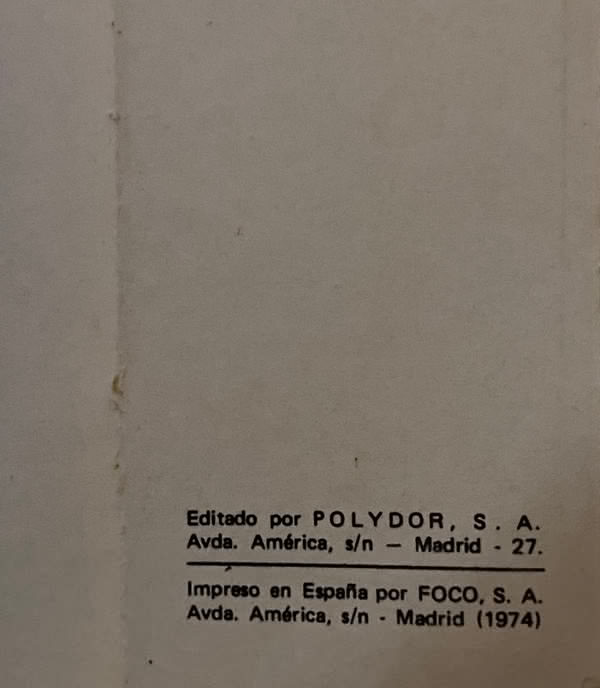 Editado por POLYDOR, S. A.
Avda. América, s/n — Madrid - 27.
Impreso en España por FOCO, S. A.
Avda. América, s/n - Madrid (1974)